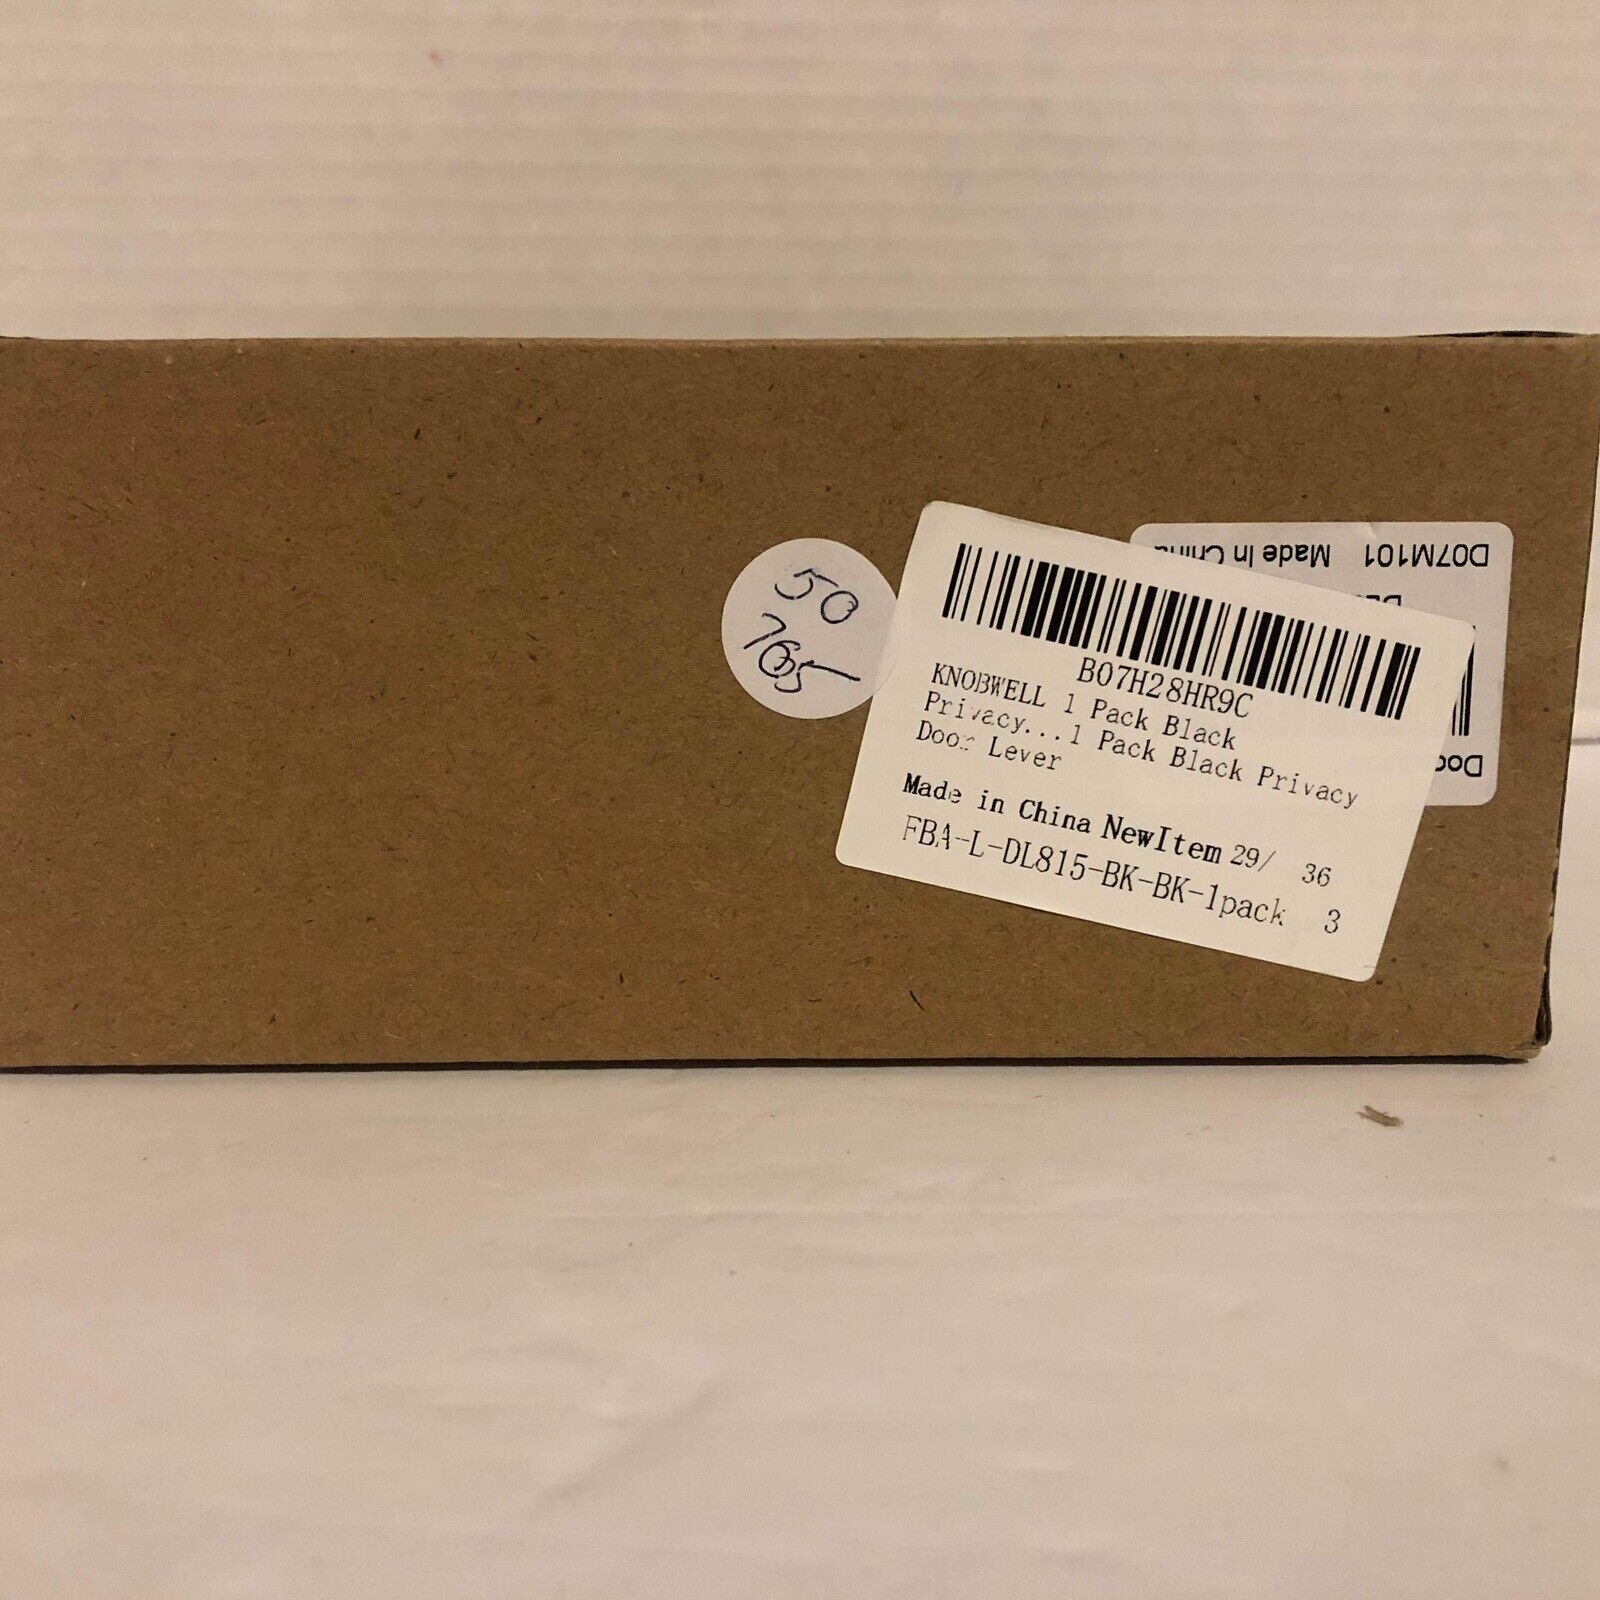 50
765
B07H28HR9C
KNOBWELL 1 Pack Black
Privacy...1 Pack Black Privacy
Door Lever
Made in China NewItem 29/ 36
FBA-L-DL815-BK-BK-1pack 3
D07M101 Made In China